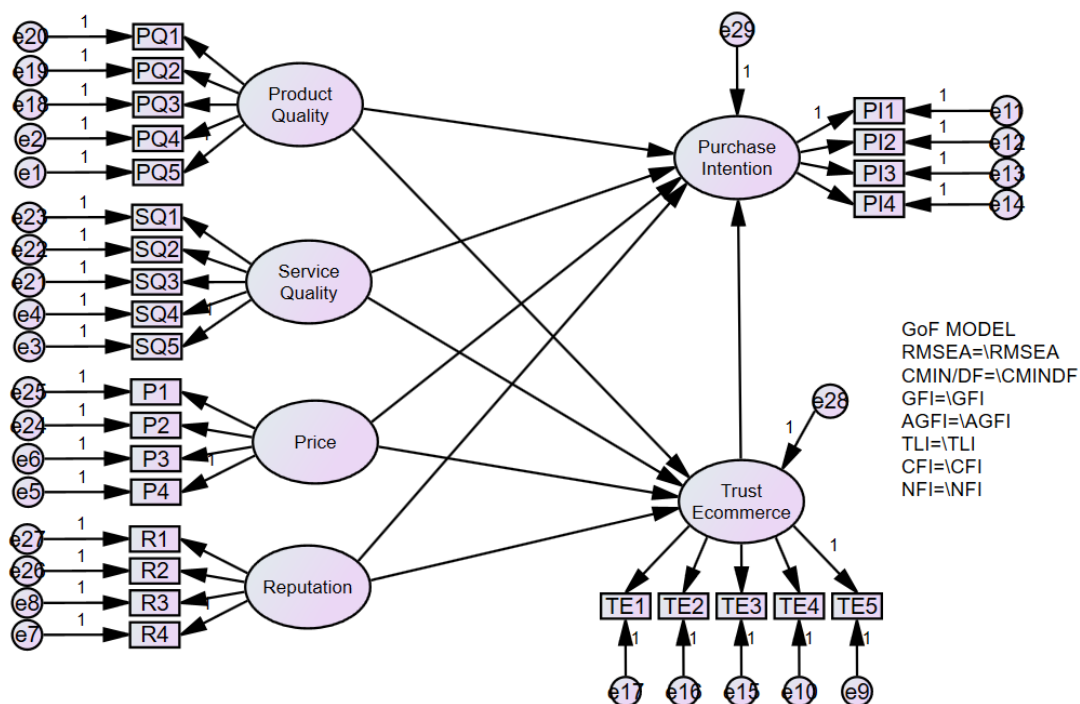 e20 1 PQ1
e19 1 PQ2
e18 1 PQ3
e2 1 PQ4 1
e1 1 PQ5
Product
Quality
e23 1 SQ1
e22 1 SQ2
e21 1 SQ3
e4 1 SQ4 1
e3 1 SQ5
Service
Quality
e25 1 P1
e24 1 P2
e6 1 P3 1
e5 1 P4
Price
e27 1 R1
e26 1 R2
e8 1 R3 1
e7 1 R4
Reputation
e29
1
Purchase
Intention
1 PI1 1 e11
PI2 1 e12
PI3 1 e13
PI4 1 e14
e28
1
Trust
Ecommerce
1
TE1 TE2 TE3 TE4 TE5
1 1 1 1 1
e17 e16 e15 e10 e9
GoF MODEL
RMSEA=\RMSEA
CMIN/DF=\CMINDF
GFI=\GFI
AGFI=\AGFI
TLI=\TLI
CFI=\CFI
NFI=\NFI